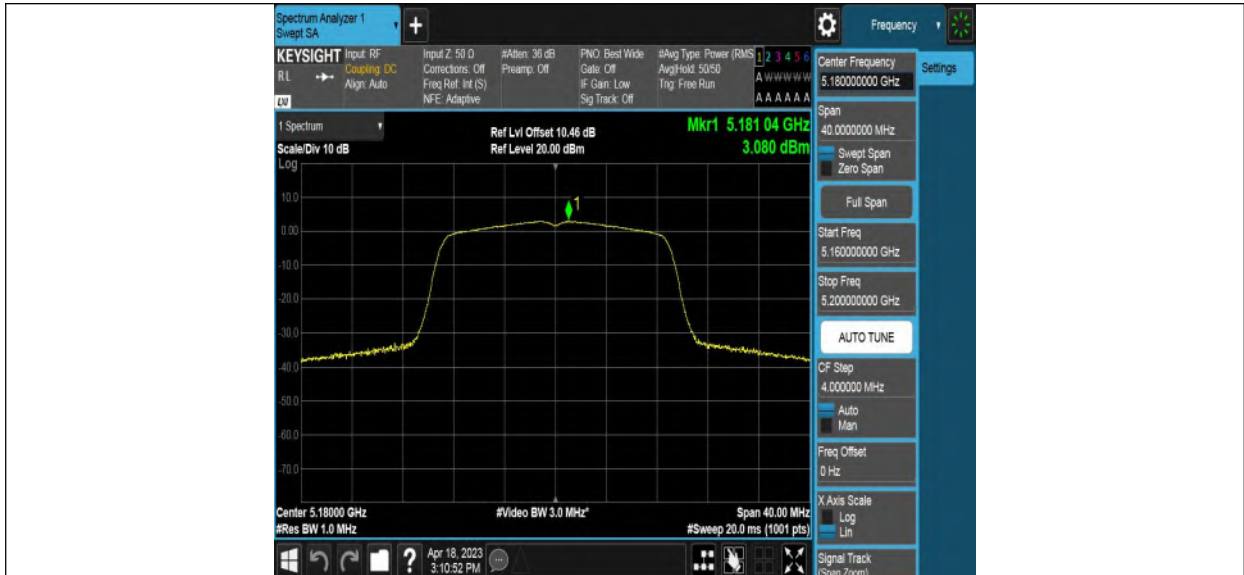 Spectrum Analyzer 1
Swept SA
Frequency
KEYSIGHT
RL
LXI
Input: RF
Coupling: DC
Align: Auto
Input Z: 50 Ω
Corrections: Off
Freq Ref: Int (S)
NFE: Adaptive
#Atten: 36 dB
Preamp: Off
PNO: Best Wide
Gate: Off
IF Gain: Low
Sig Track: Off
#Avg Type: Power (RMS
Avg|Hold: 50/50
Trig: Free Run
1 2 3 4 5 6
A W W W W W
A A A A A A
1 Spectrum
Scale/Div 10 dB
Log
Ref Lvl Offset 10.46 dB
Ref Level 20.00 dBm
Mkr1 5.181 04 GHz
3.080 dBm
1
10.0
0.00
-10.0
-20.0
-30.0
-40.0
-50.0
-60.0
-70.0
Center 5.18000 GHz
#Res BW 1.0 MHz
#Video BW 3.0 MHz*
Span 40.00 MHz
#Sweep 20.0 ms (1001 pts)
?
Apr 18, 2023
3:10:52 PM
Settings
Center Frequency
5.180000000 GHz
Span
40.0000000 MHz
Swept Span
Zero Span
Full Span
Start Freq
5.160000000 GHz
Stop Freq
5.200000000 GHz
AUTO TUNE
CF Step
4.000000 MHz
Auto
Man
Freq Offset
0 Hz
X Axis Scale
Log
Lin
Signal Track
(Span Zoom)